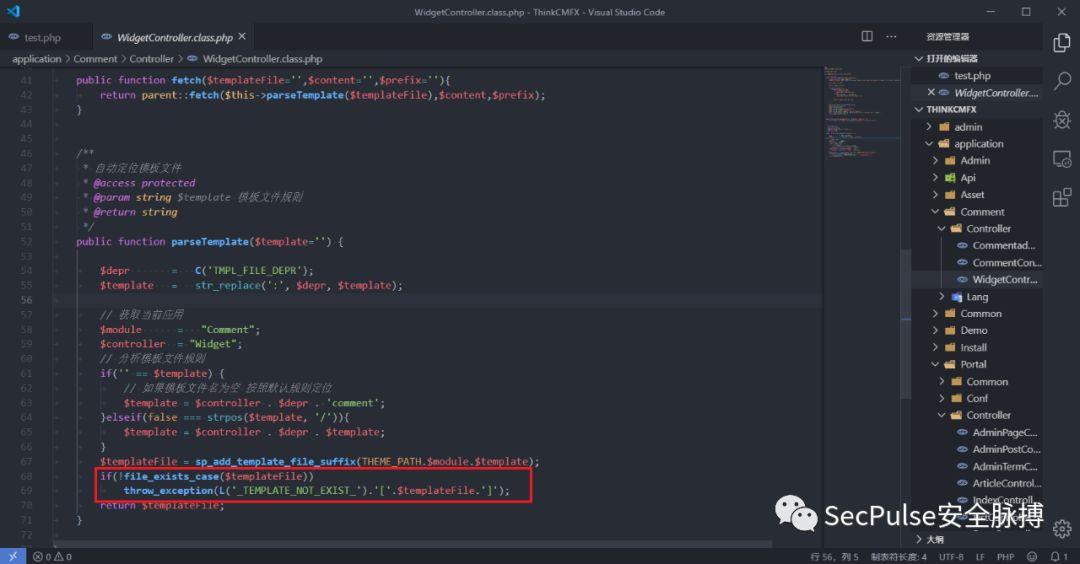 WidgetController.class.php - ThinkCMFX - Visual Studio Code
test.php
WidgetController.class.php
资源管理器
application > Comment > Controller > WidgetController.class.php
打开的编辑器
test.php
WidgetController....
THINKCMFX
admin
application
Admin
Api
Asset
Comment
Controller
Commentad...
CommentCon...
WidgetContr...
Lang
Common
Demo
Install
Portal
Common
Conf
Controller
AdminPageC...
AdminPostCo...
AdminTermC...
ArticleControl...
IndexControll...
大纲
41 public function fetch($templateFile='',$content='',$prefix=''){
42 return parent::fetch($this->parseTemplate($templateFile),$content,$prefix);
43 }
44
45
46 /**
47 * 自动定位模板文件
48 * @access protected
49 * @param string $template 模板文件规则
50 * @return string
51 */
52 public function parseTemplate($template='') {
53
54 $depr = C('TMPL_FILE_DEPR');
55 $template = str_replace(':', $depr, $template);
56
57 // 获取当前应用
58 $module = "Comment";
59 $controller = "Widget";
60 // 分析模板文件规则
61 if('' == $template) {
62 // 如果模板文件名为空 按照默认规则定位
63 $template = $controller . $depr . 'comment';
64 }elseif(false === strpos($template, '/')){
65 $template = $controller . $depr . $template;
66 }
67 $templateFile = sp_add_template_file_suffix(THEME_PATH.$module.$template);
68 if(!file_exists_case($templateFile))
69 throw_exception(L('_TEMPLATE_NOT_EXIST_').'['.$templateFile.']');
70 return $templateFile;
71 }
72
SecPulse安全脉搏
0 0
行 56，列 5 制表符长度: 4 UTF-8 LF PHP 1